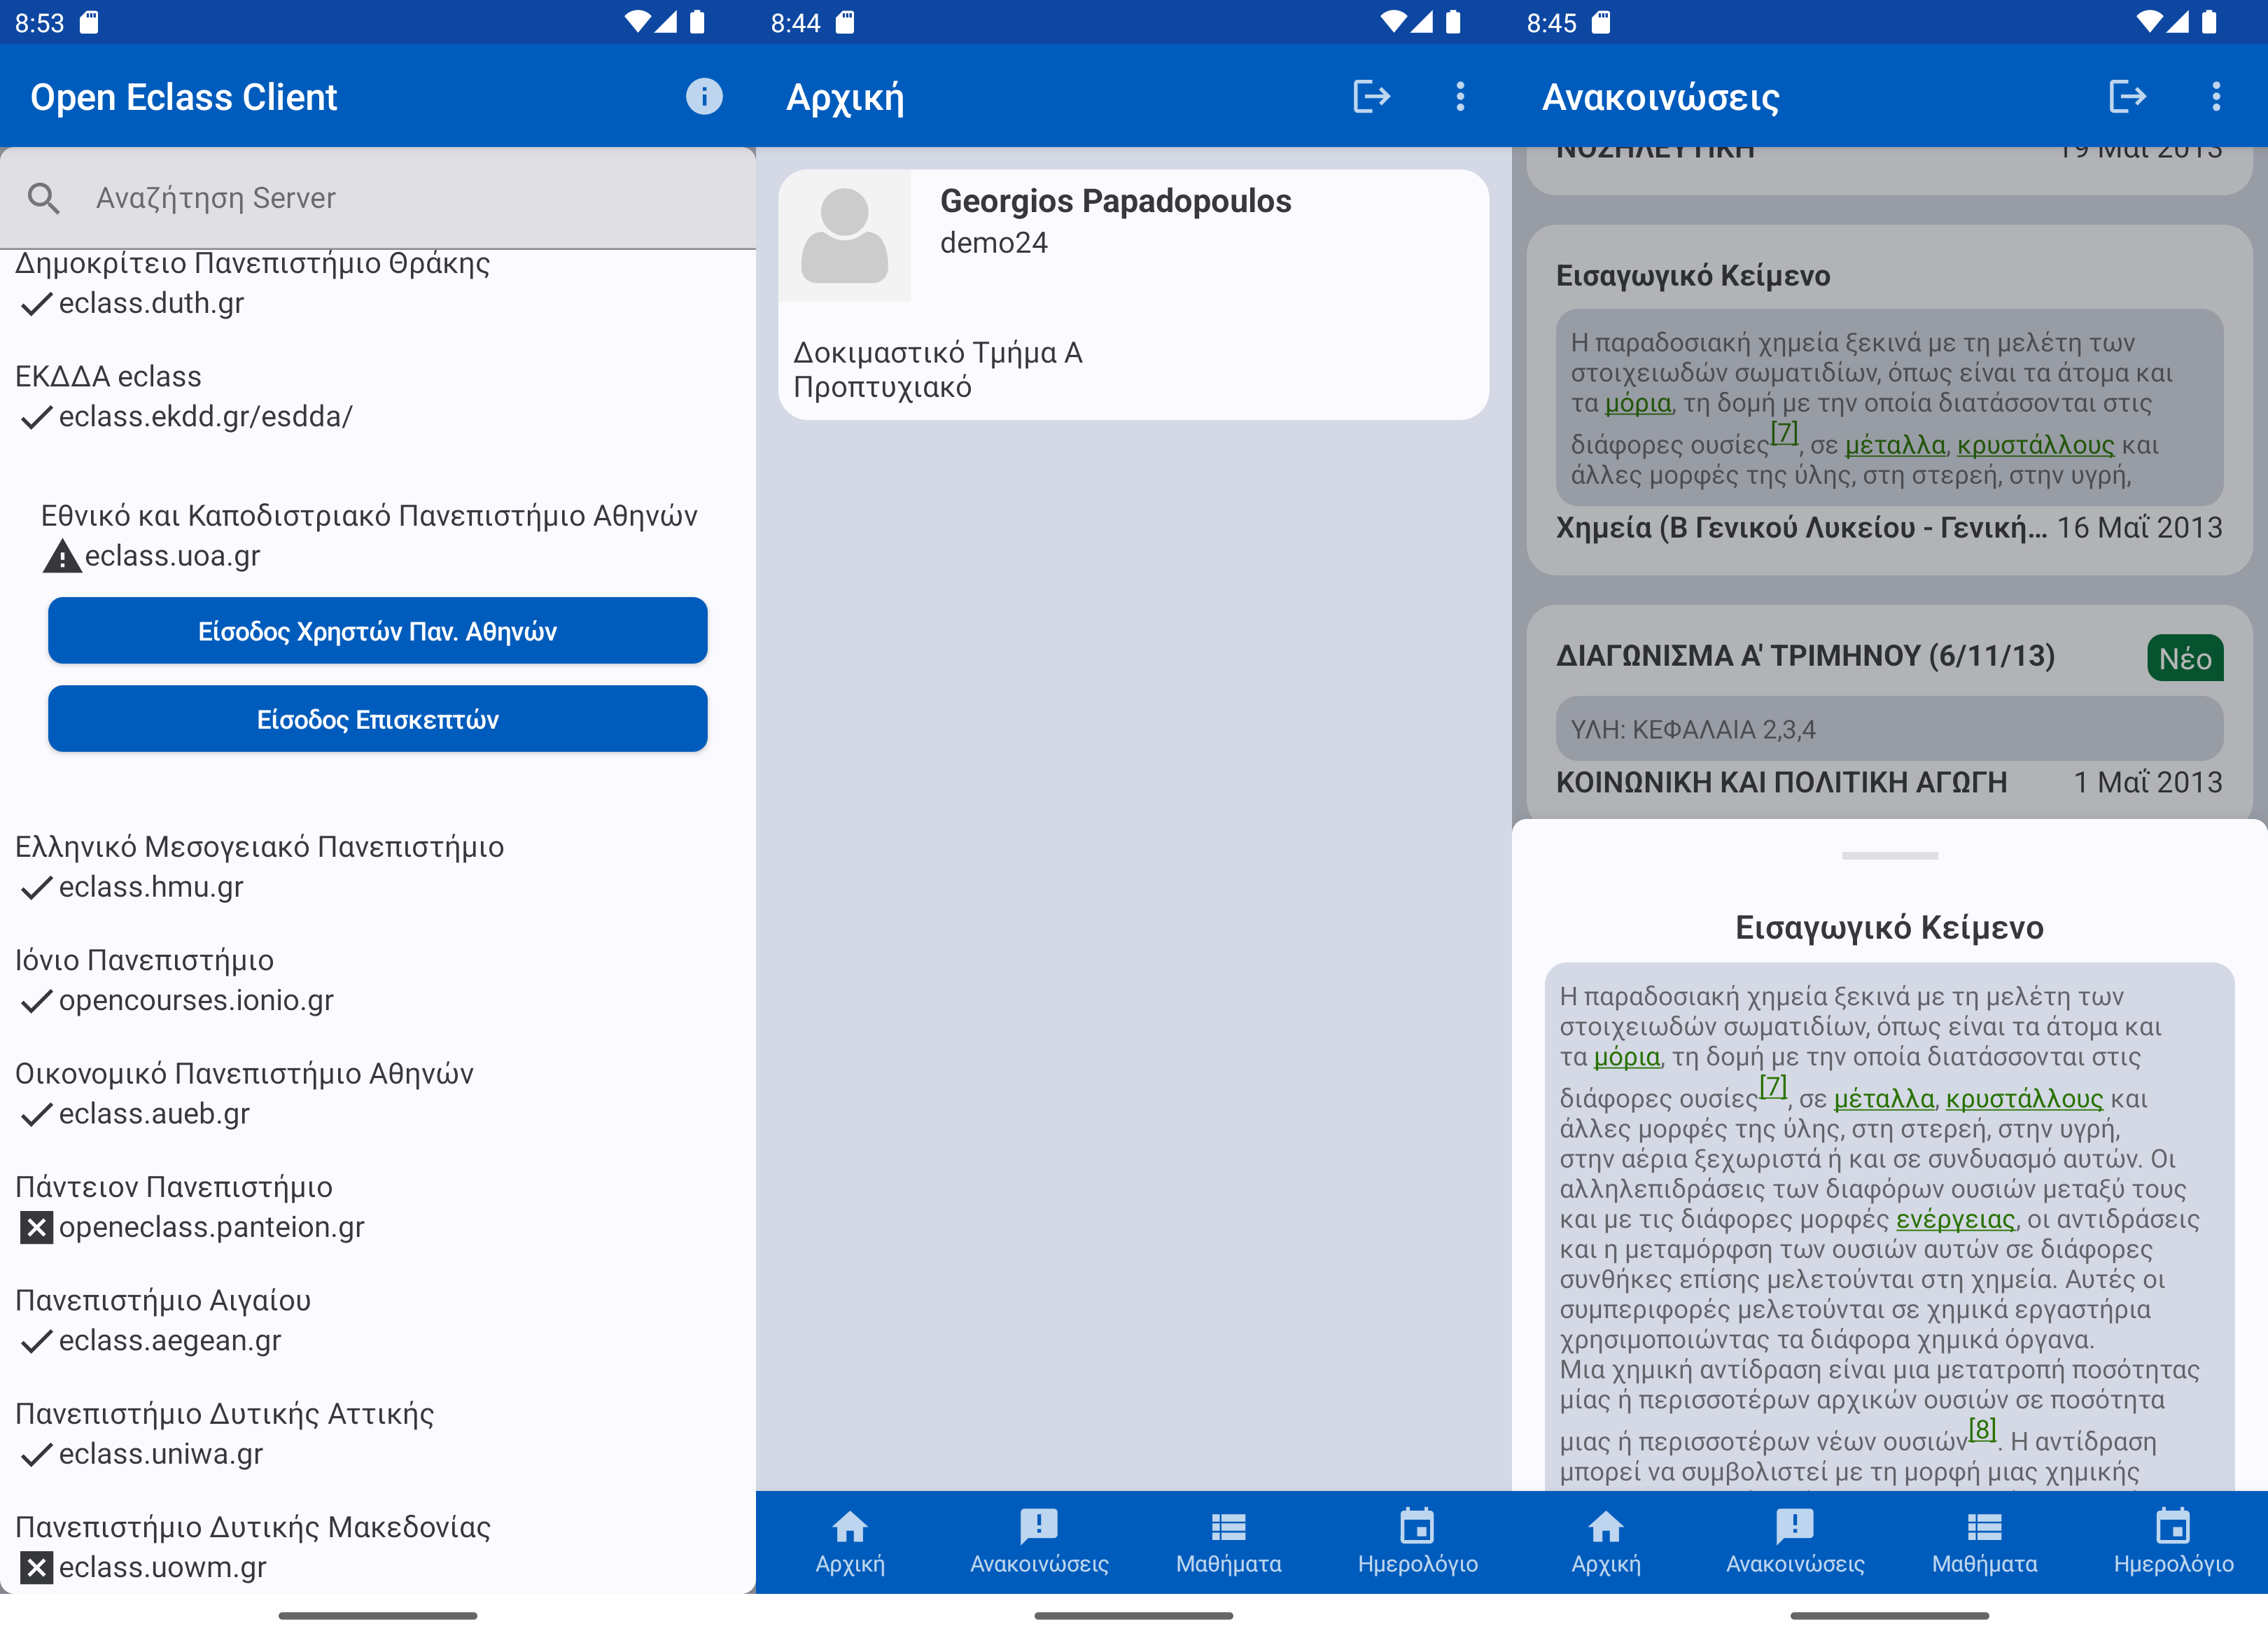 8:53
Open Eclass Client
Αναζήτηση Server
Δημοκρίτειο Πανεπιστήμιο Θράκης
eclass.duth.gr
ΕΚΔΔΑ eclass
eclass.ekdd.gr/esdda/
Εθνικό και Καποδιστριακό Πανεπιστήμιο Αθηνών
eclass.uoa.gr
Είσοδος Χρηστών Παν. Αθηνών
Είσοδος Επισκεπτών
Ελληνικό Μεσογειακό Πανεπιστήμιο
eclass.hmu.gr
Ιόνιο Πανεπιστήμιο
opencourses.ionio.gr
Οικονομικό Πανεπιστήμιο Αθηνών
eclass.aueb.gr
Πάντειον Πανεπιστήμιο
openeclass.panteion.gr
Πανεπιστήμιο Αιγαίου
eclass.aegean.gr
Πανεπιστήμιο Δυτικής Αττικής
eclass.uniwa.gr
Πανεπιστήμιο Δυτικής Μακεδονίας
eclass.uowm.gr
8:44
Αρχική
Georgios Papadopoulos
demo24
Δοκιμαστικό Τμήμα Α
Προπτυχιακό
Αρχική Ανακοινώσεις Μαθήματα Ημερολόγιο
8:45
Ανακοινώσεις
ΝΟΣΗΛΕΥΤΙΚΗ 19 Μαΐ 2013
Εισαγωγικό Κείμενο
Η παραδοσιακή χημεία ξεκινά με τη μελέτη των
στοιχειωδών σωματιδίων, όπως είναι τα άτομα και
τα μόρια, τη δομή με την οποία διατάσσονται στις
διάφορες ουσίες[7], σε μέταλλα, κρυστάλλους και
άλλες μορφές της ύλης, στη στερεή, στην υγρή,
Χημεία (Β Γενικού Λυκείου - Γενική... 16 Μαΐ 2013
ΔΙΑΓΩΝΙΣΜΑ Α' ΤΡΙΜΗΝΟΥ (6/11/13) Νέο
ΥΛΗ: ΚΕΦΑΛΑΙΑ 2,3,4
ΚΟΙΝΩΝΙΚΗ ΚΑΙ ΠΟΛΙΤΙΚΗ ΑΓΩΓΗ 1 Μαΐ 2013
Εισαγωγικό Κείμενο
Η παραδοσιακή χημεία ξεκινά με τη μελέτη των
στοιχειωδών σωματιδίων, όπως είναι τα άτομα και
τα μόρια, τη δομή με την οποία διατάσσονται στις
διάφορες ουσίες[7], σε μέταλλα, κρυστάλλους και
άλλες μορφές της ύλης, στη στερεή, στην υγρή,
στην αέρια ξεχωριστά ή και σε συνδυασμό αυτών. Οι
αλληλεπιδράσεις των διαφόρων ουσιών μεταξύ τους
και με τις διάφορες μορφές ενέργειας, οι αντιδράσεις
και η μεταμόρφση των ουσιών αυτών σε διάφορες
συνθήκες επίσης μελετούνται στη χημεία. Αυτές οι
συμπεριφορές μελετούνται σε χημικά εργαστήρια
χρησιμοποιώντας τα διάφορα χημικά όργανα.
Μια χημική αντίδραση είναι μια μετατροπή ποσότητας
μίας ή περισσοτέρων αρχικών ουσιών σε ποσότητα
μιας ή περισσοτέρων νέων ουσιών[8]. Η αντίδραση
μπορεί να συμβολιστεί με τη μορφή μιας χημικής
Αρχική Ανακοινώσεις Μαθήματα Ημερολόγιο